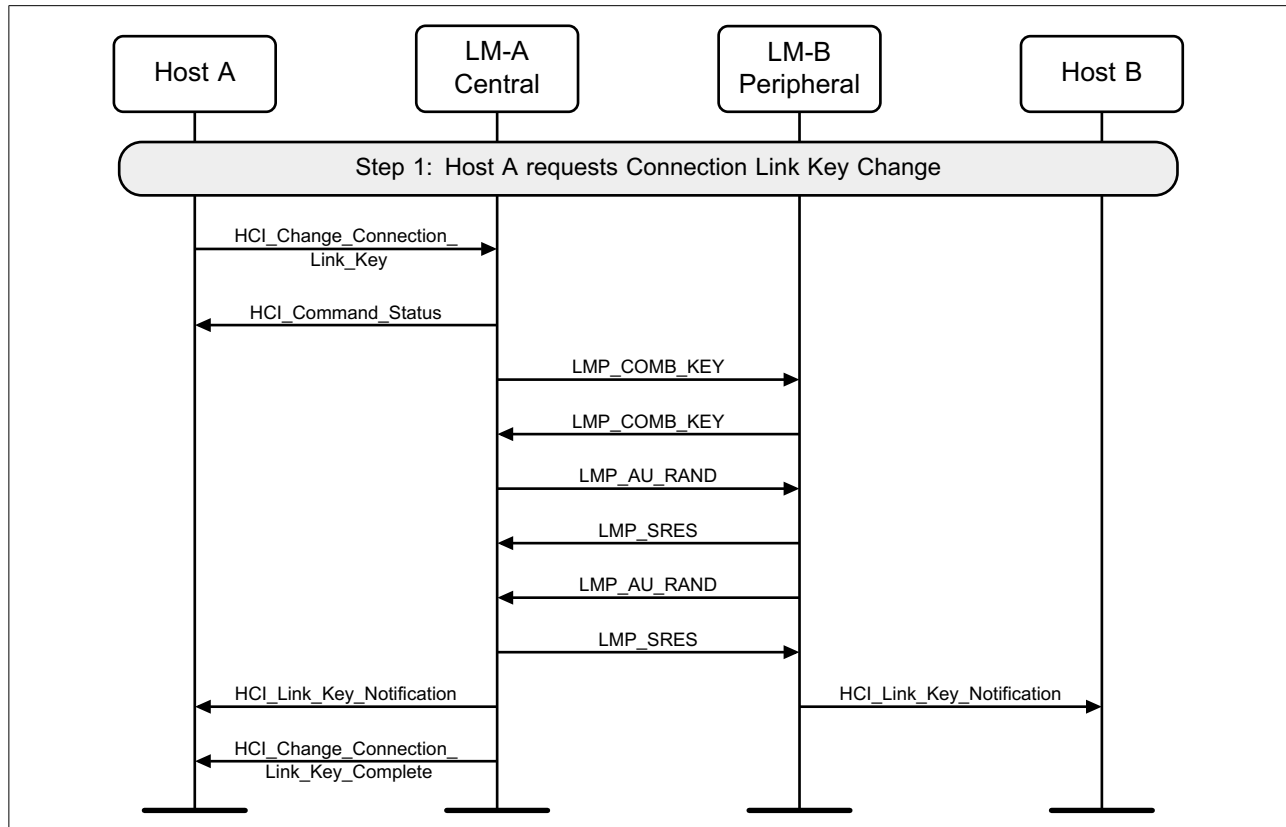 Host A
LM-A
Central
LM-B
Peripheral
Host B
Step 1: Host A requests Connection Link Key Change
HCI_Change_Connection_
Link_Key
HCI_Command_Status
LMP_COMB_KEY
LMP_COMB_KEY
LMP_AU_RAND
LMP_SRES
LMP_AU_RAND
LMP_SRES
HCI_Link_Key_Notification
HCI_Link_Key_Notification
HCI_Change_Connection_
Link_Key_Complete